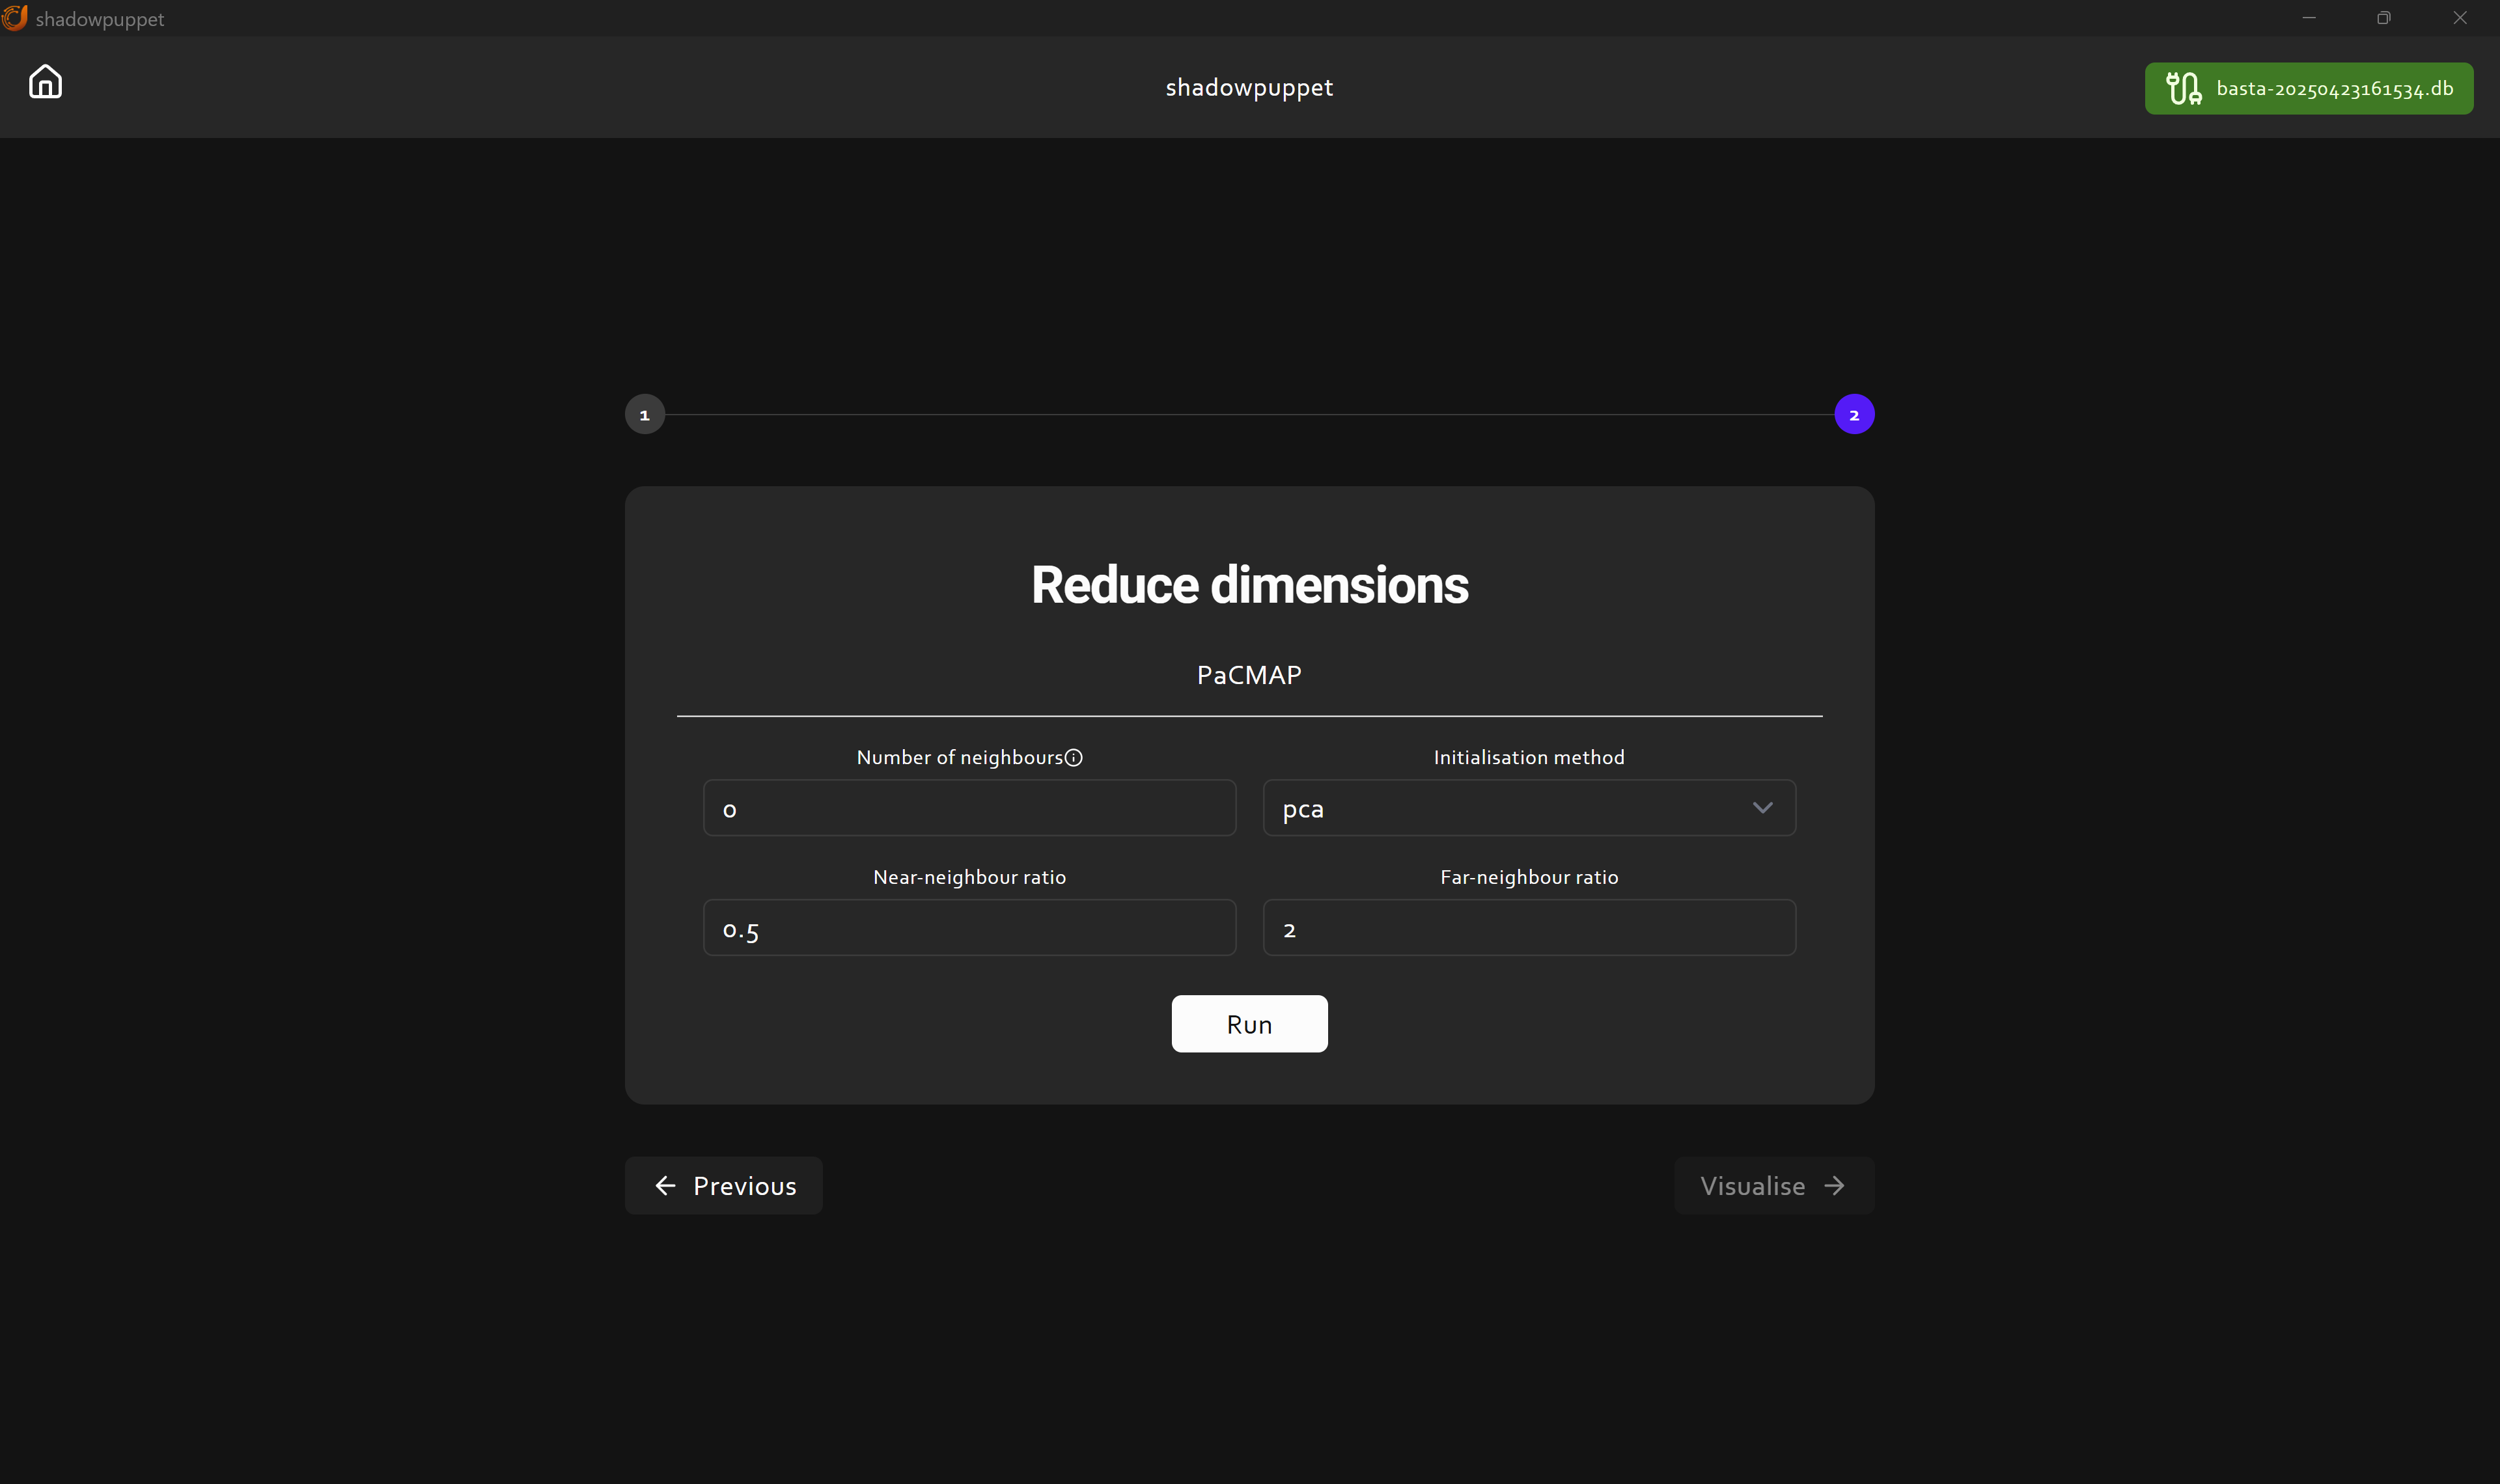 shadowpuppet
shadowpuppet
basta-20250423161534.db
1
2
Reduce dimensions
PaCMAP
Number of neighbours
Initialisation method
0
pca
Near-neighbour ratio
Far-neighbour ratio
0.5
2
Run
Previous
Visualise